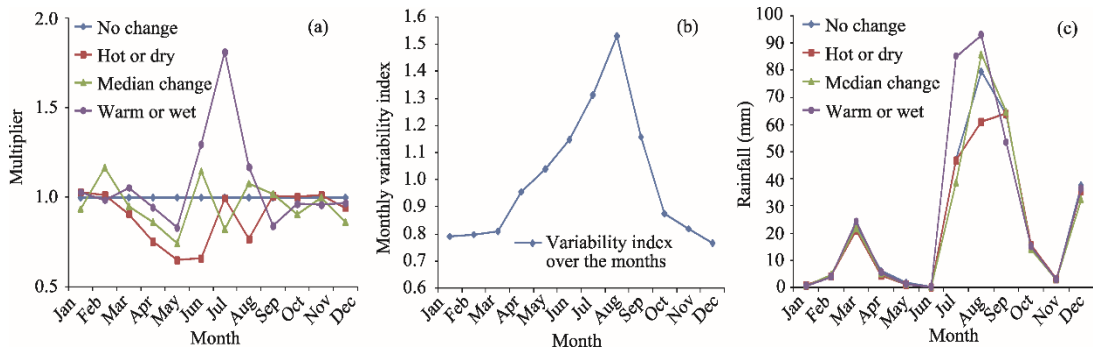 2.0
(a)
No change
Hot or dry
Median change
Warm or wet
1.5
1.0
0.5
Multiplier
Jan Feb Mar Apr May Jun Jul Aug Sep Oct Nov Dec
Month
1.6
(b)
1.5
1.4
1.3
1.2
1.1
1.0
0.9
0.8
0.7
0.6
Monthly variability index
Variability index
over the months
Jan Feb Mar Apr May Jun Jul Aug Sep Oct Nov Dec
Month
100
(c)
No change
Hot or dry
Median change
Warm or wet
90
80
70
60
50
40
30
20
10
0
Rainfall (mm)
Jan Feb Mar Apr May Jun Jul Aug Sep Oct Nov Dec
Month